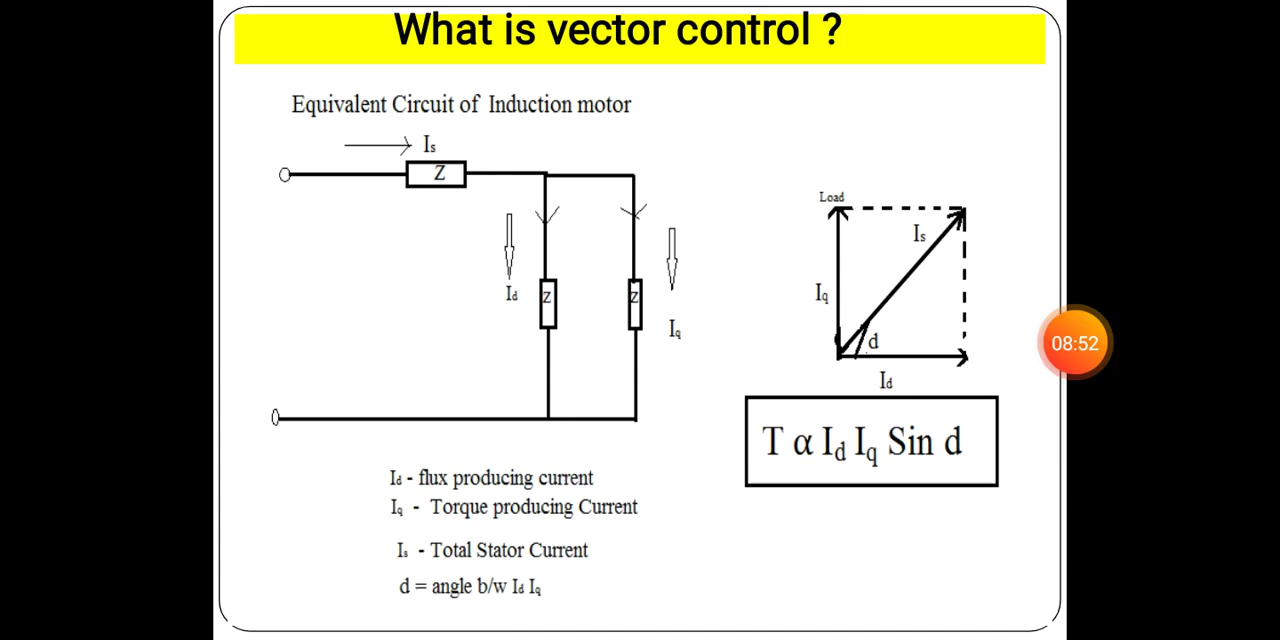 What is vector control ?
Equivalent Circuit of Induction motor
Is
Z
Id
Z
Z
Iq
Load
Is
Iq
d
Id
T α Id Iq Sin d
08:52
Id - flux producing current
Iq - Torque producing Current
Is - Total Stator Current
d = angle b/w Id Iq